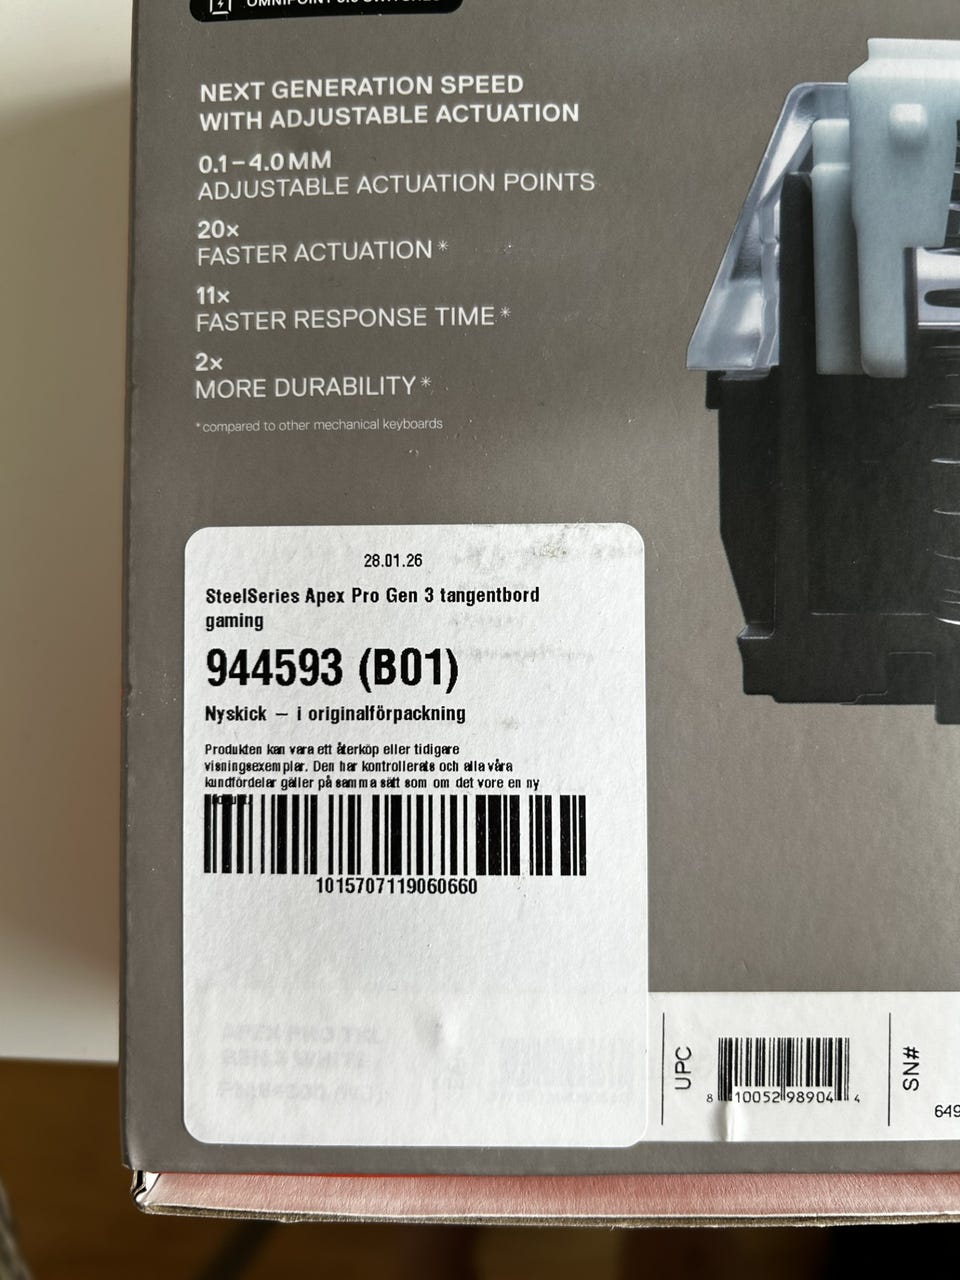 NEXT GENERATION SPEED
WITH ADJUSTABLE ACTUATION
0.1–4.0 MM
ADJUSTABLE ACTUATION POINTS
20x
FASTER ACTUATION*
11x
FASTER RESPONSE TIME*
2x
MORE DURABILITY*
*compared to other mechanical keyboards
28.01.26
SteelSeries Apex Pro Gen 3 tangentbord
gaming
944593 (B01)
Nyskick – i originalförpackning
Produkten kan vara ett återköp eller tidigare
visningsexemplar. Den har kontrollerats och alla våra
kundfördelar gäller på samma sätt som om det vore en ny
1015707119060660
UPC
8 10052 98904 4
SN#
649